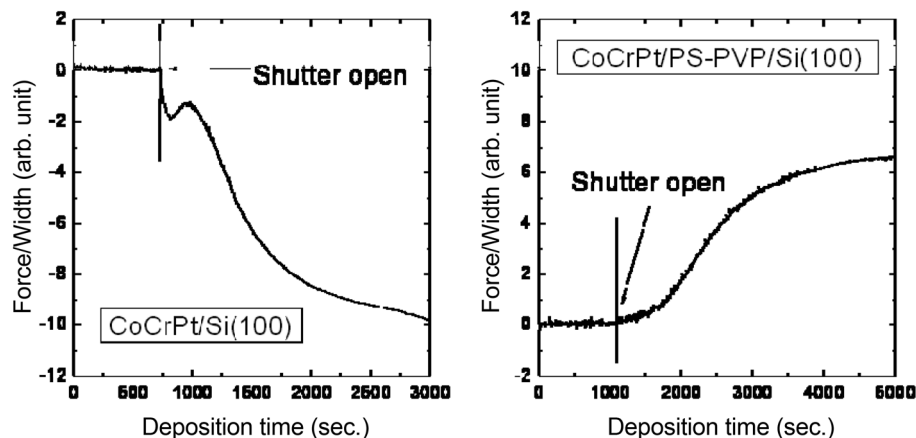 2
0
-2
-4
-6
-8
-10
-12
Force/Width (arb. unit)
Shutter open
CoCrPt/Si(100)
0 500 1000 1500 2000 2500 3000
Deposition time (sec.)
12
10
8
6
4
2
0
-2
Force/Width (arb. unit)
CoCrPt/PS-PVP/Si(100)
Shutter open
0 1000 2000 3000 4000 5000
Deposition time (sec.)